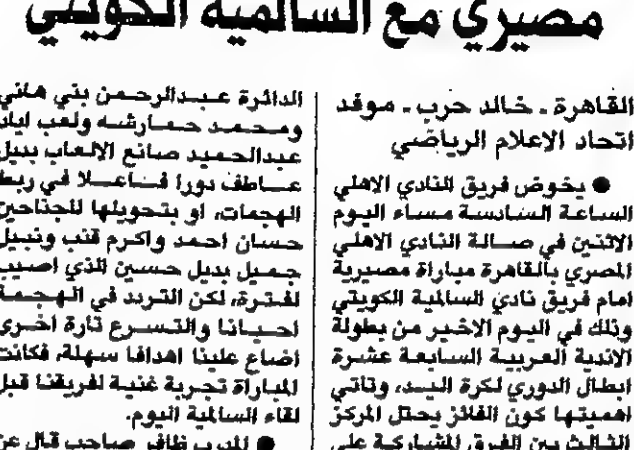 مصيري مع السالمية الكويتي
القاهرة ـ خالد حرب ـ موفد
اتحاد الاعلام الرياضي
● يخوض فريق النادي الاهلي
الساعة السادسة مساء اليوم
الاثنين في صالة النادي الاهلي
المصري بالقاهرة مباراة مصيرية
امام فريق نادي السالمية الكويتي
وذلك في اليوم الاخير من بطولة
الاندية العربية السابعة عشرة
ابطال الدوري لكرة اليد، وتاتي
اهميتها كون الفائز يحتل المركز
الثالث بين الفرق المشاركة على
الدائرة عبدالرحمن بني هاني
ومحمد حمارشه ولعب اياد
عبدالحميد صانع الالعاب بديل
عاطف دورا فاعلا في ربط
الهجمات، او بتحويلها للجناحين
حسان احمد واكرم قنب ونبيل
جميل بديل حسين الذي اصيب
لفترة، لكن التريد في الهجمة
احيانا والتسرع تارة اخرى
اضاع علينا اهدافا سهلة، فكانت
المباراة تجربة غنية لفريقنا قبل
لقاء السالمية اليوم.
● المدرب ظافر صاحب قال عن